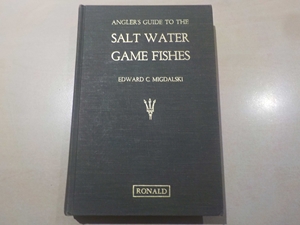 ANGLER'S GUIDE TO THE
SALT WATER
GAME FISHES
EDWARD C. MIGDALSKI
RONALD